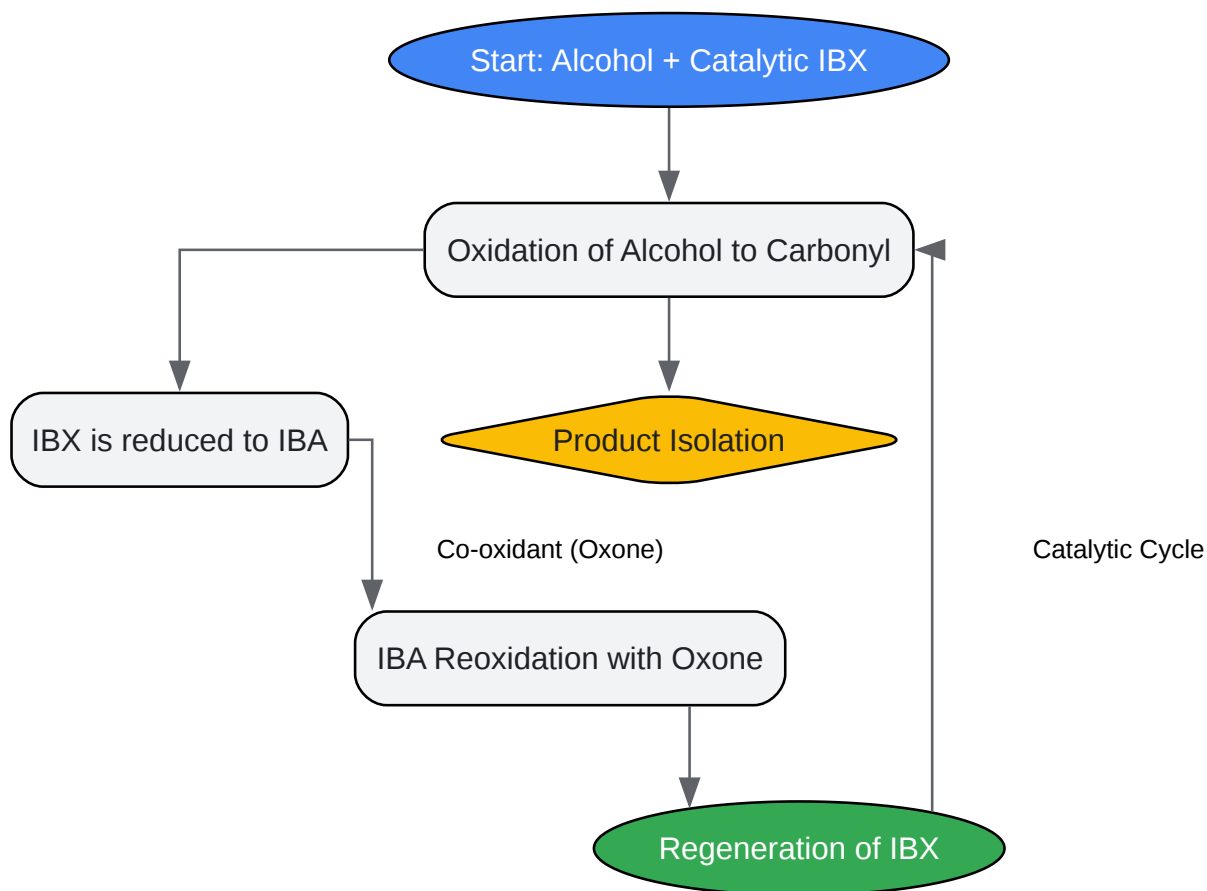 Start: Alcohol + Catalytic IBX
Oxidation of Alcohol to Carbonyl
IBX is reduced to IBA
Product Isolation
Co-oxidant (Oxone)
Catalytic Cycle
IBA Reoxidation with Oxone
Regeneration of IBX